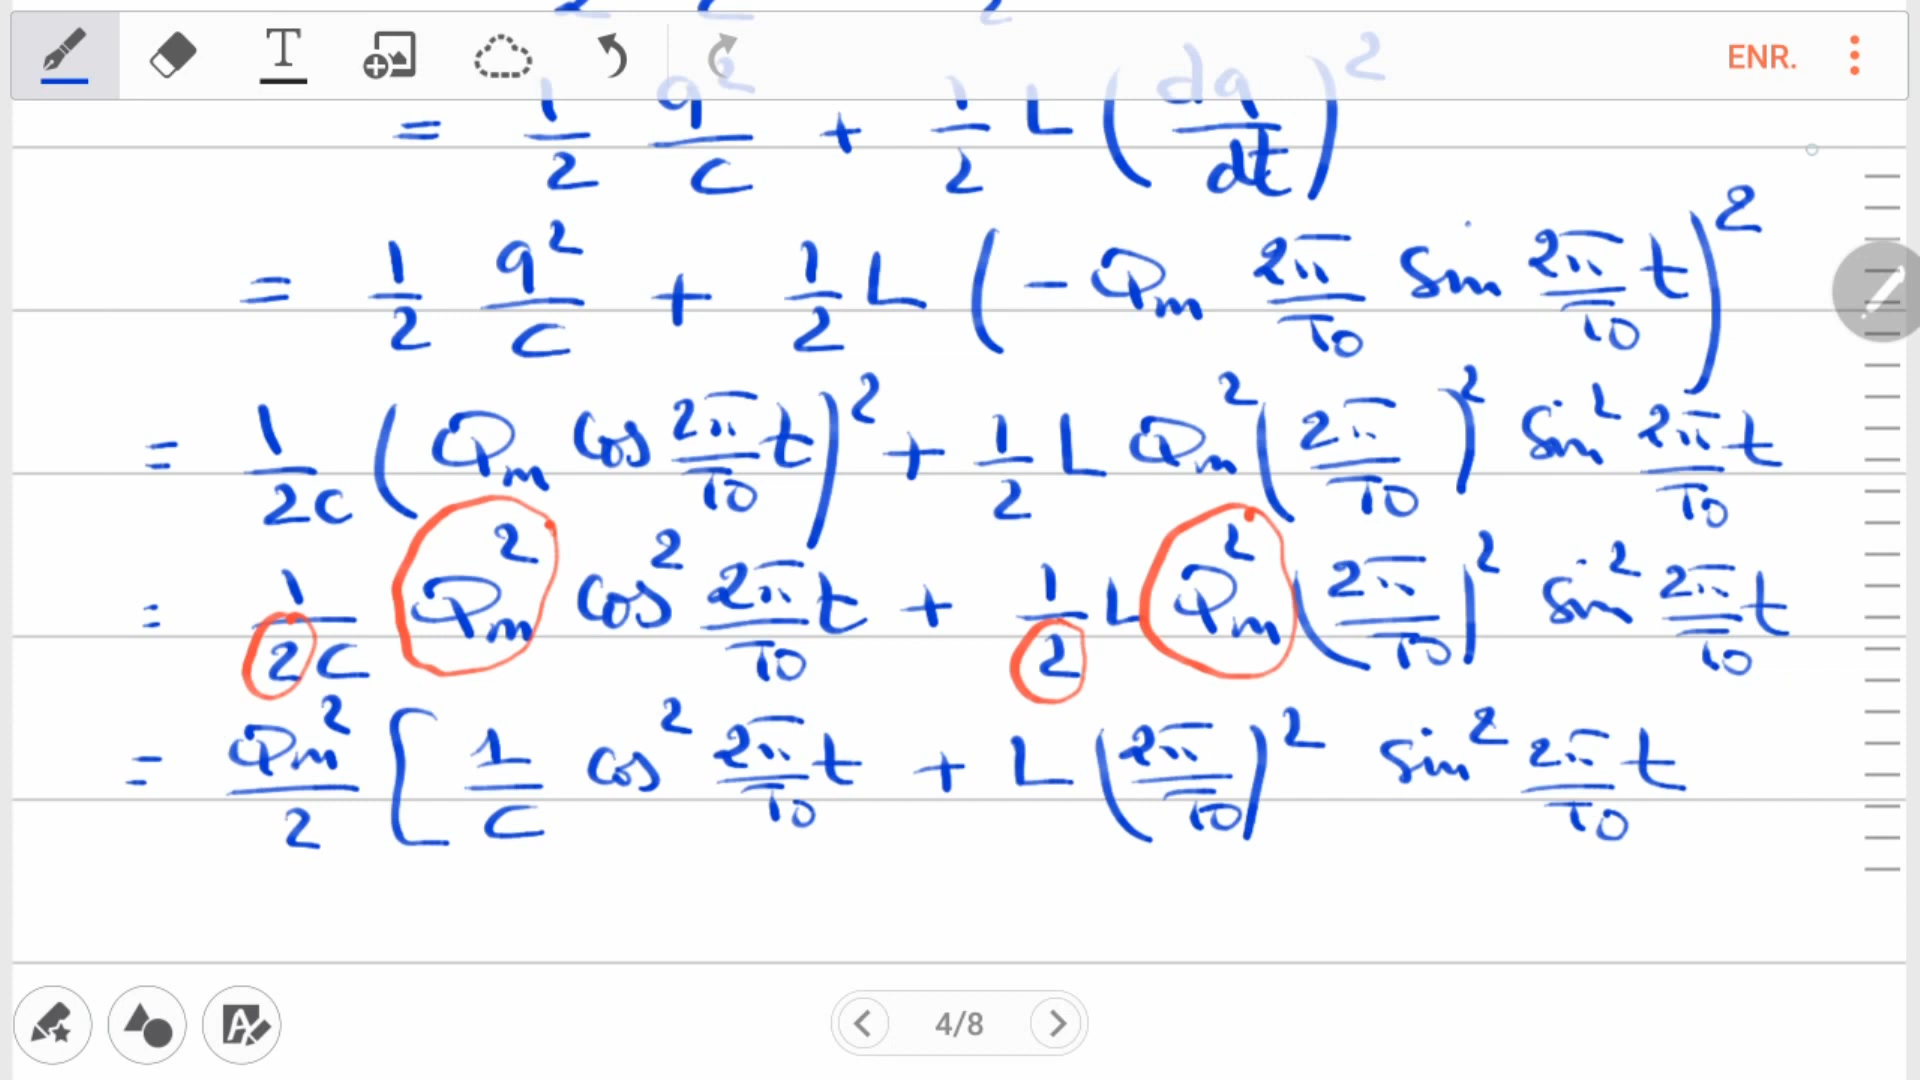 T ENR.
= 1/2 q²/C + 1/2 L (dq/dt)²
= 1/2 q²/C + 1/2 L (- Qm 2π/T0 sin 2π/T0 t)²
= 1/2C (Qm cos 2π/T0 t)² + 1/2 L Qm² (2π/T0)² sin² 2π/T0 t
= 1/2C Qm² cos² 2π/T0 t + 1/2 L Qm² (2π/T0)² sin² 2π/T0 t
= Qm²/2 [ 1/C cos² 2π/T0 t + L (2π/T0)² sin² 2π/T0 t
4/8